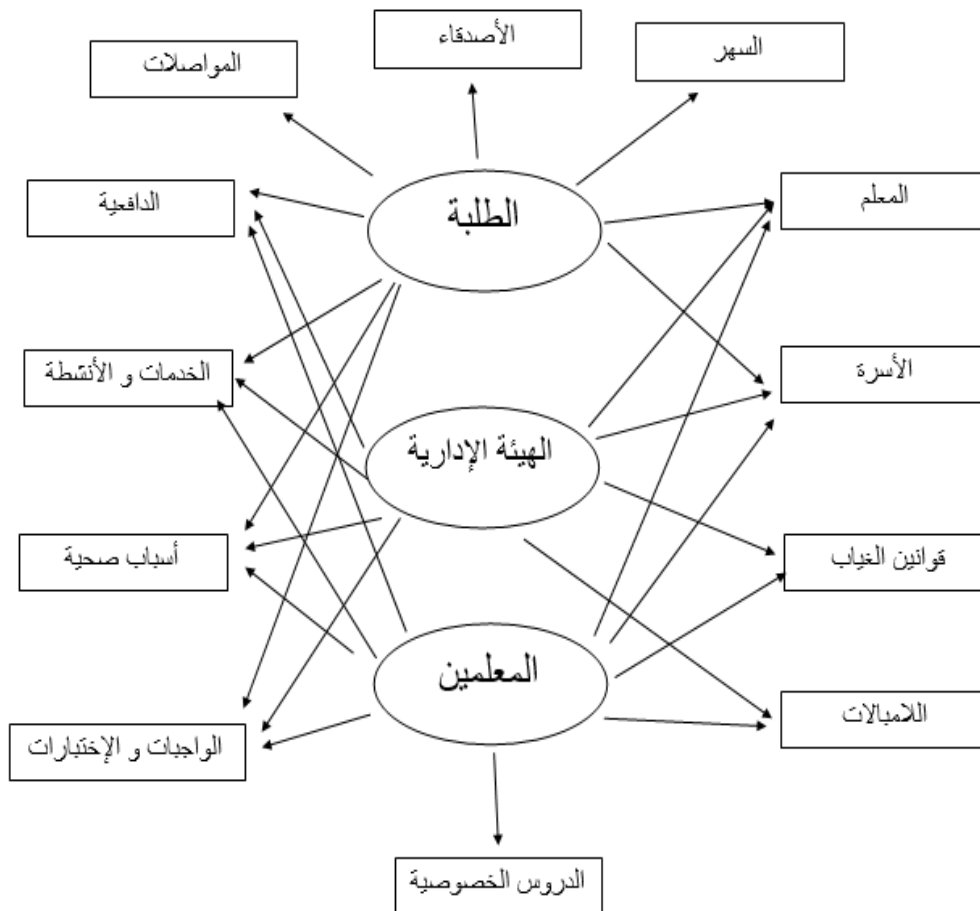 الأصدقاء
السهر
المواصلات
الدافعية
الطلبة
المعلم
الخدمات و الأنشطة
الأسرة
الهيئة الإدارية
أسباب صحية
قوانين الغياب
المعلمين
اللامبالات
الواجبات و الإختبارات
الدروس الخصوصية